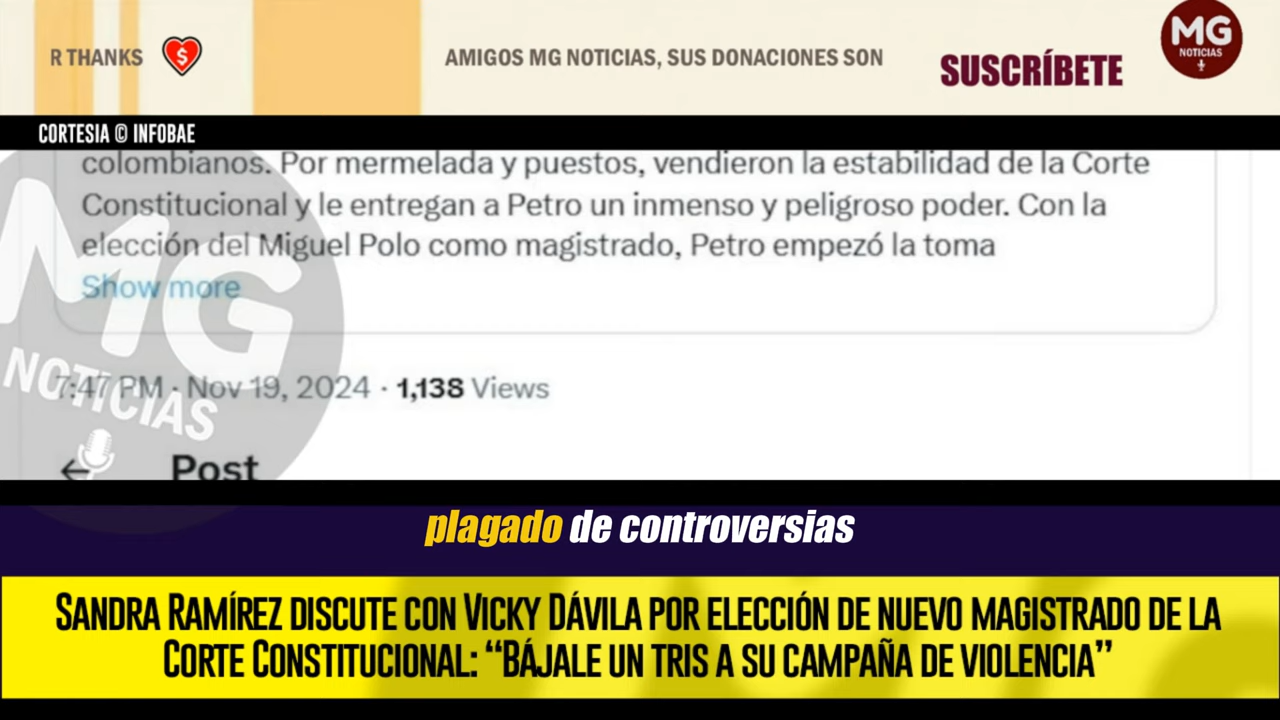 R THANKS
AMIGOS MG NOTICIAS, SUS DONACIONES SON
SUSCRÍBETE
MG
NOTICIAS
CORTESIA © INFOBAE
colombianos. Por mermelada y puestos, vendieron la estabilidad de la Corte
Constitucional y le entregan a Petro un inmenso y peligroso poder. Con la
elección del Miguel Polo como magistrado, Petro empezó la toma
Show more
MG
NOTICIAS
7:47 PM · Nov 19, 2024 · 1,138 Views
← Post
plagado de controversias
SANDRA RAMÍREZ DISCUTE CON VICKY DÁVILA POR ELECCIÓN DE NUEVO MAGISTRADO DE LA
CORTE CONSTITUCIONAL: “BÁJALE UN TRIS A SU CAMPAÑA DE VIOLENCIA”